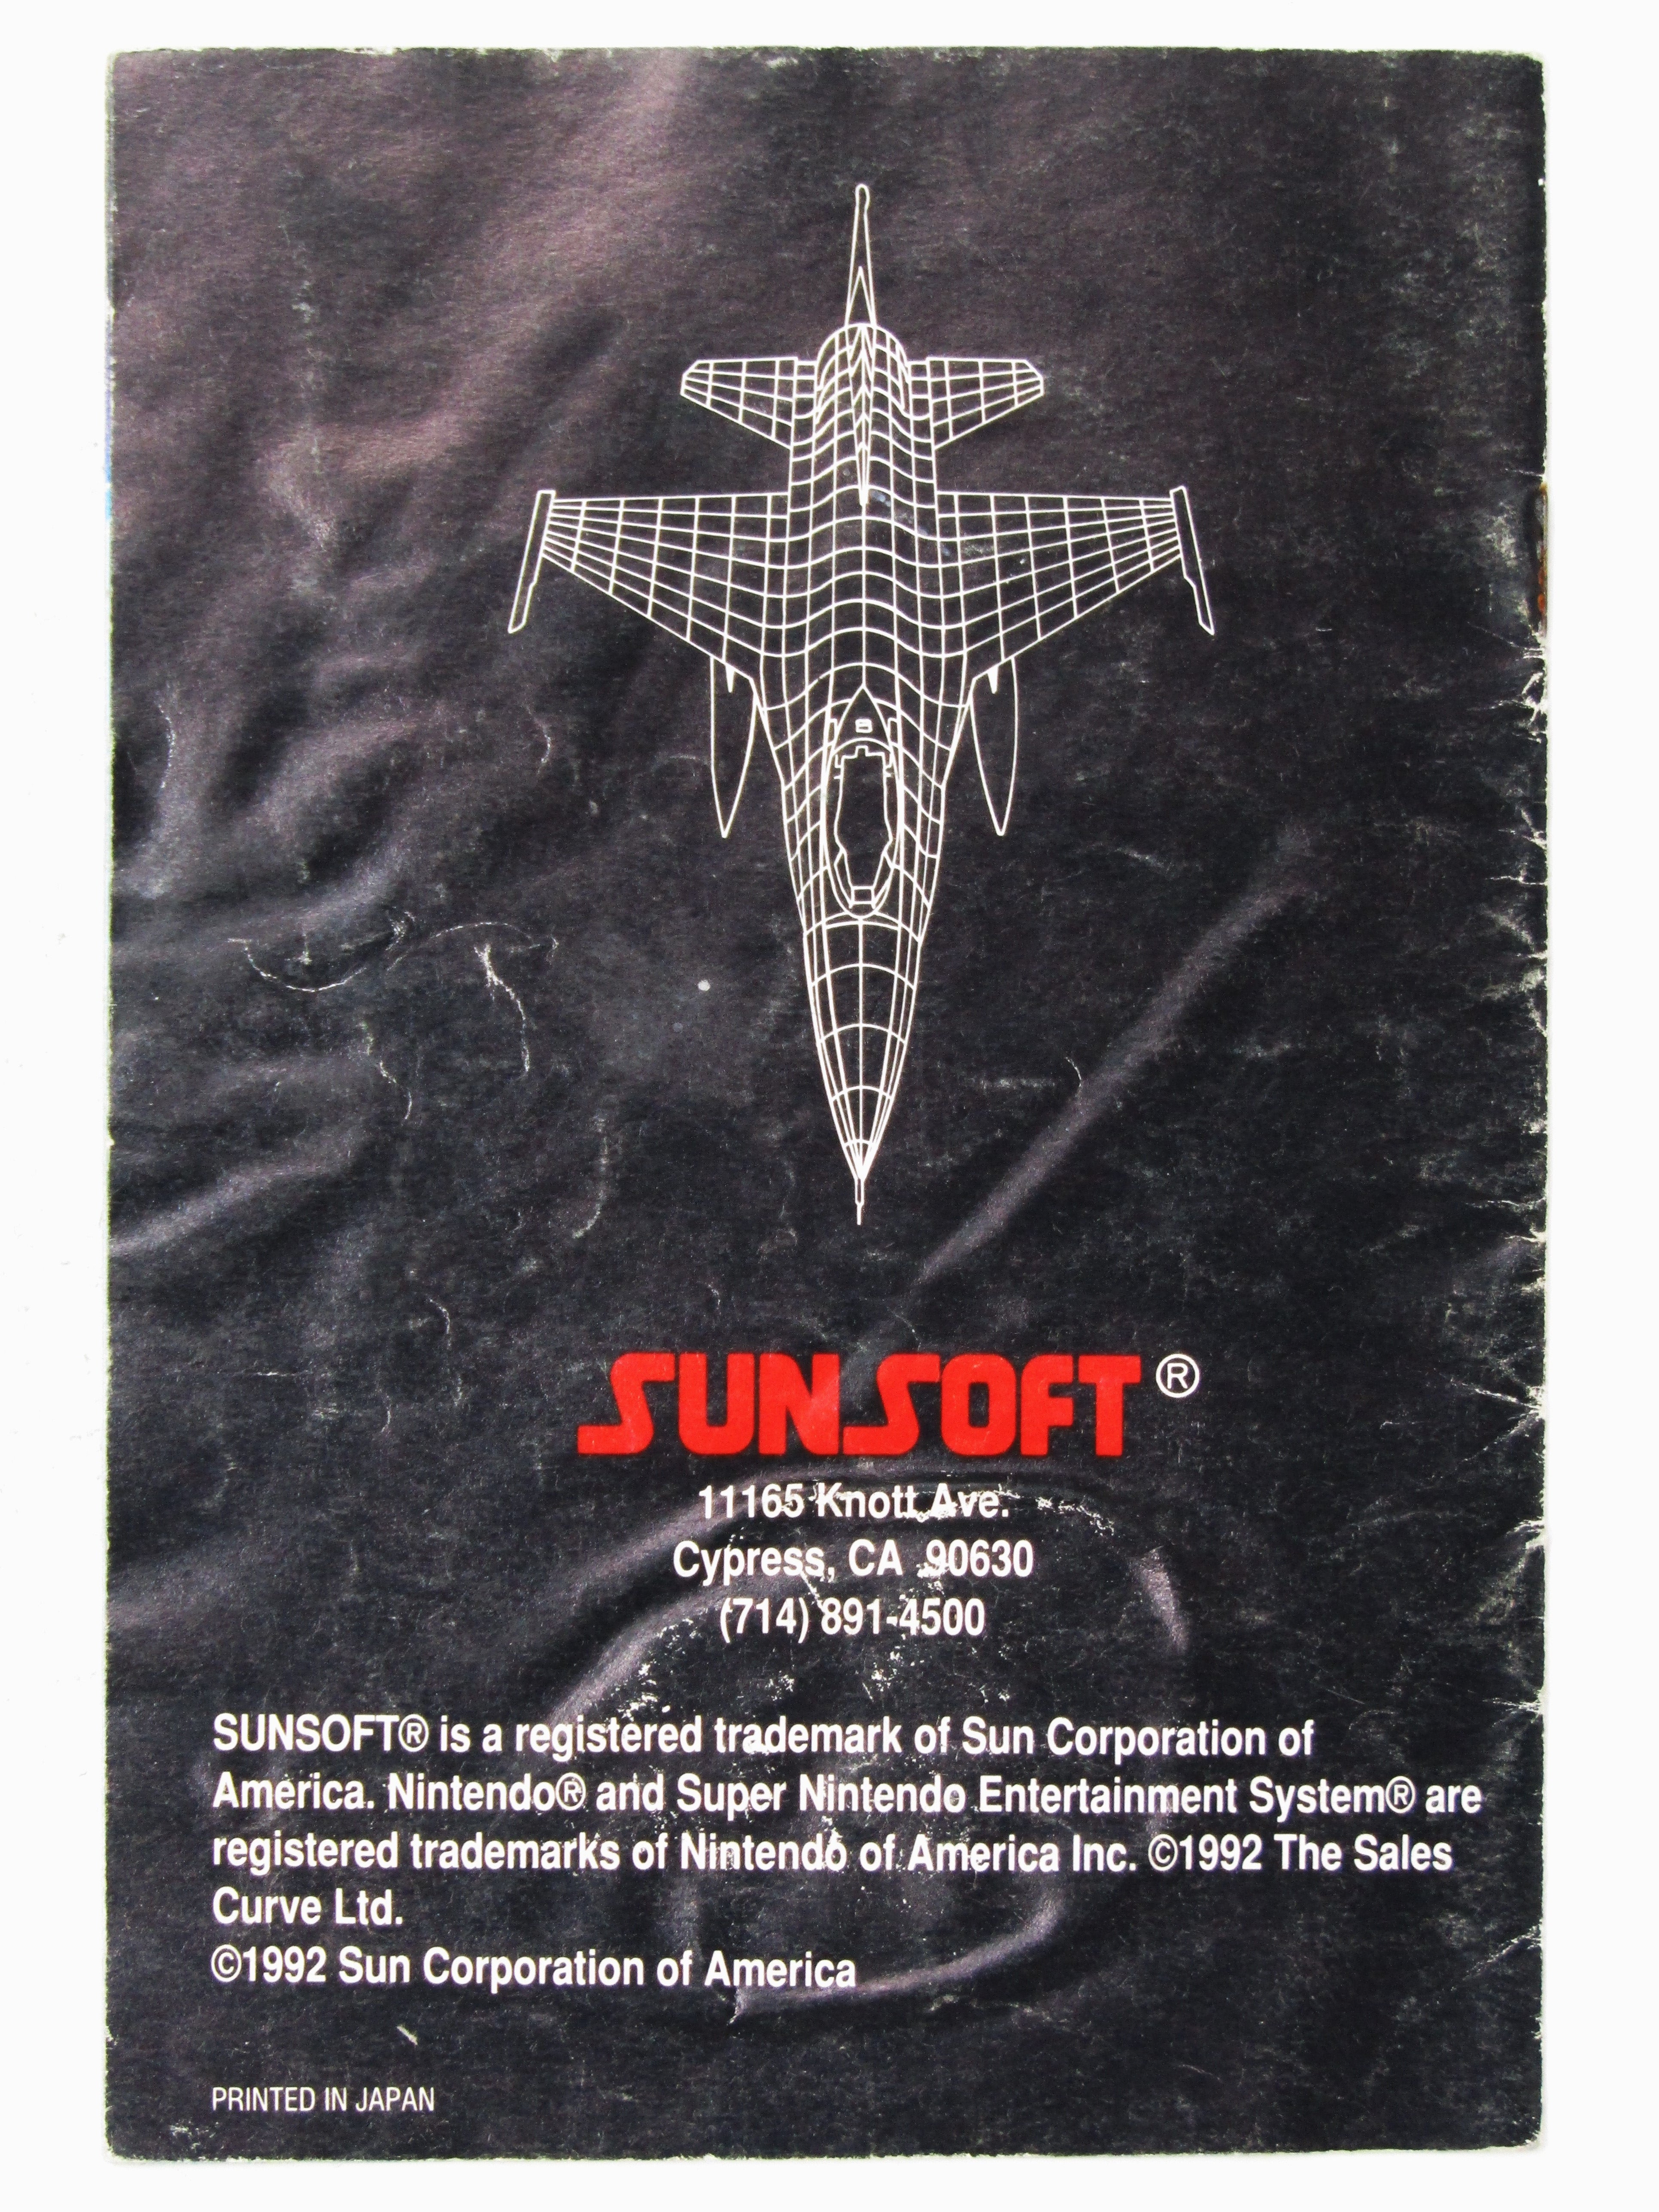 SUNSOFT®
11165 Knott Ave.
Cypress, CA 90630
(714) 891-4500
SUNSOFT® is a registered trademark of Sun Corporation of
America. Nintendo® and Super Nintendo Entertainment System® are
registered trademarks of Nintendo of America Inc. ©1992 The Sales
Curve Ltd.
©1992 Sun Corporation of America
PRINTED IN JAPAN